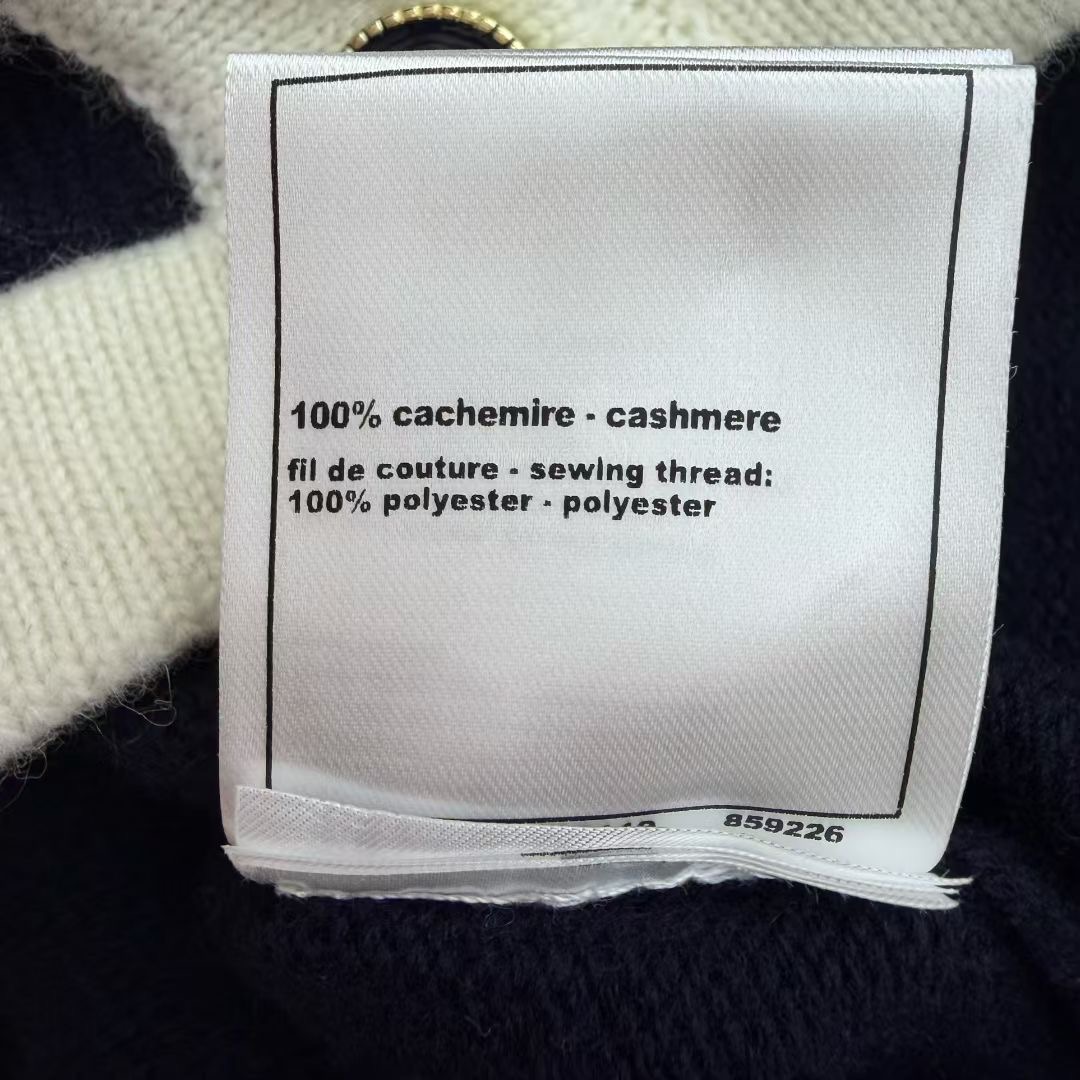 100% cachemire - cashmere
fil de couture - sewing thread:
100% polyester - polyester
859226